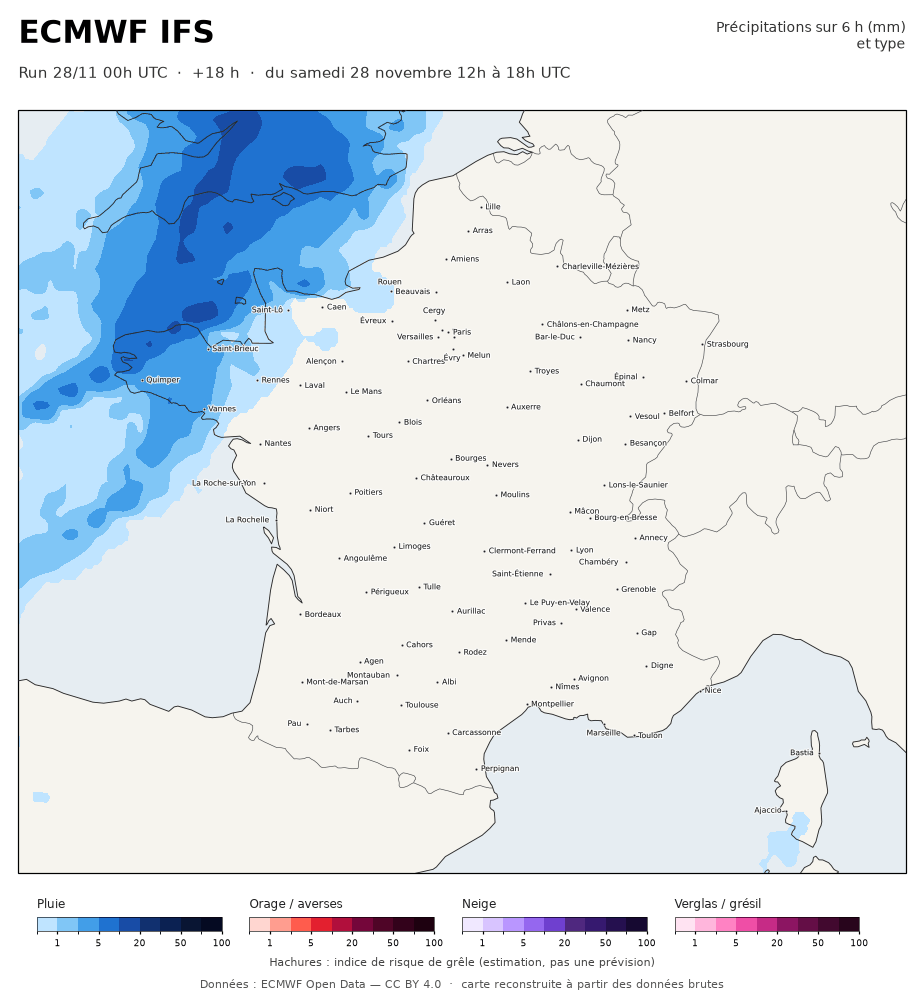 ECMWF IFS
Précipitations sur 6 h (mm)
et type
Run 28/11 00h UTC · +18 h · du samedi 28 novembre 12h à 18h UTC
Lille
Arras
Amiens
Charleville-Mézières
Rouen
Laon
Beauvais
Saint-Lô
Caen
Cergy
Metz
Évreux
Châlons-en-Champagne
Versailles
Paris
Bar-le-Duc
Nancy
Strasbourg
Saint-Brieuc
Évry
Melun
Alençon
Chartres
Troyes
Épinal
Quimper
Rennes
Laval
Chaumont
Colmar
Le Mans
Orléans
Auxerre
Vannes
Vesoul
Belfort
Blois
Angers
Tours
Dijon
Nantes
Besançon
Bourges
Nevers
Châteauroux
La Roche-sur-Yon
Lons-le-Saunier
Poitiers
Moulins
Niort
Mâcon
Bourg-en-Bresse
La Rochelle
Guéret
Annecy
Limoges
Clermont-Ferrand
Lyon
Angoulême
Chambéry
Saint-Étienne
Tulle
Grenoble
Périgueux
Le Puy-en-Velay
Valence
Bordeaux
Aurillac
Privas
Gap
Mende
Cahors
Rodez
Agen
Digne
Montauban
Mont-de-Marsan
Albi
Avignon
Nîmes
Nice
Auch
Toulouse
Montpellier
Pau
Tarbes
Carcassonne
Marseille
Toulon
Foix
Bastia
Perpignan
Ajaccio
Pluie
Orage / averses
Neige
Verglas / grésil
1 5 20 50 100
1 5 20 50 100
1 5 20 50 100
1 5 20 50 100
Hachures : indice de risque de grêle (estimation, pas une prévision)
Données : ECMWF Open Data — CC BY 4.0 · carte reconstruite à partir des données brutes